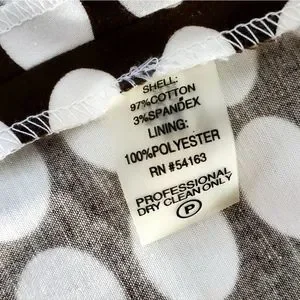 SHELL:
97%COTTON
3%SPANDEX
LINING:
100%POLYESTER
RN #54163
PROFESSIONAL
DRY CLEAN ONLY
P